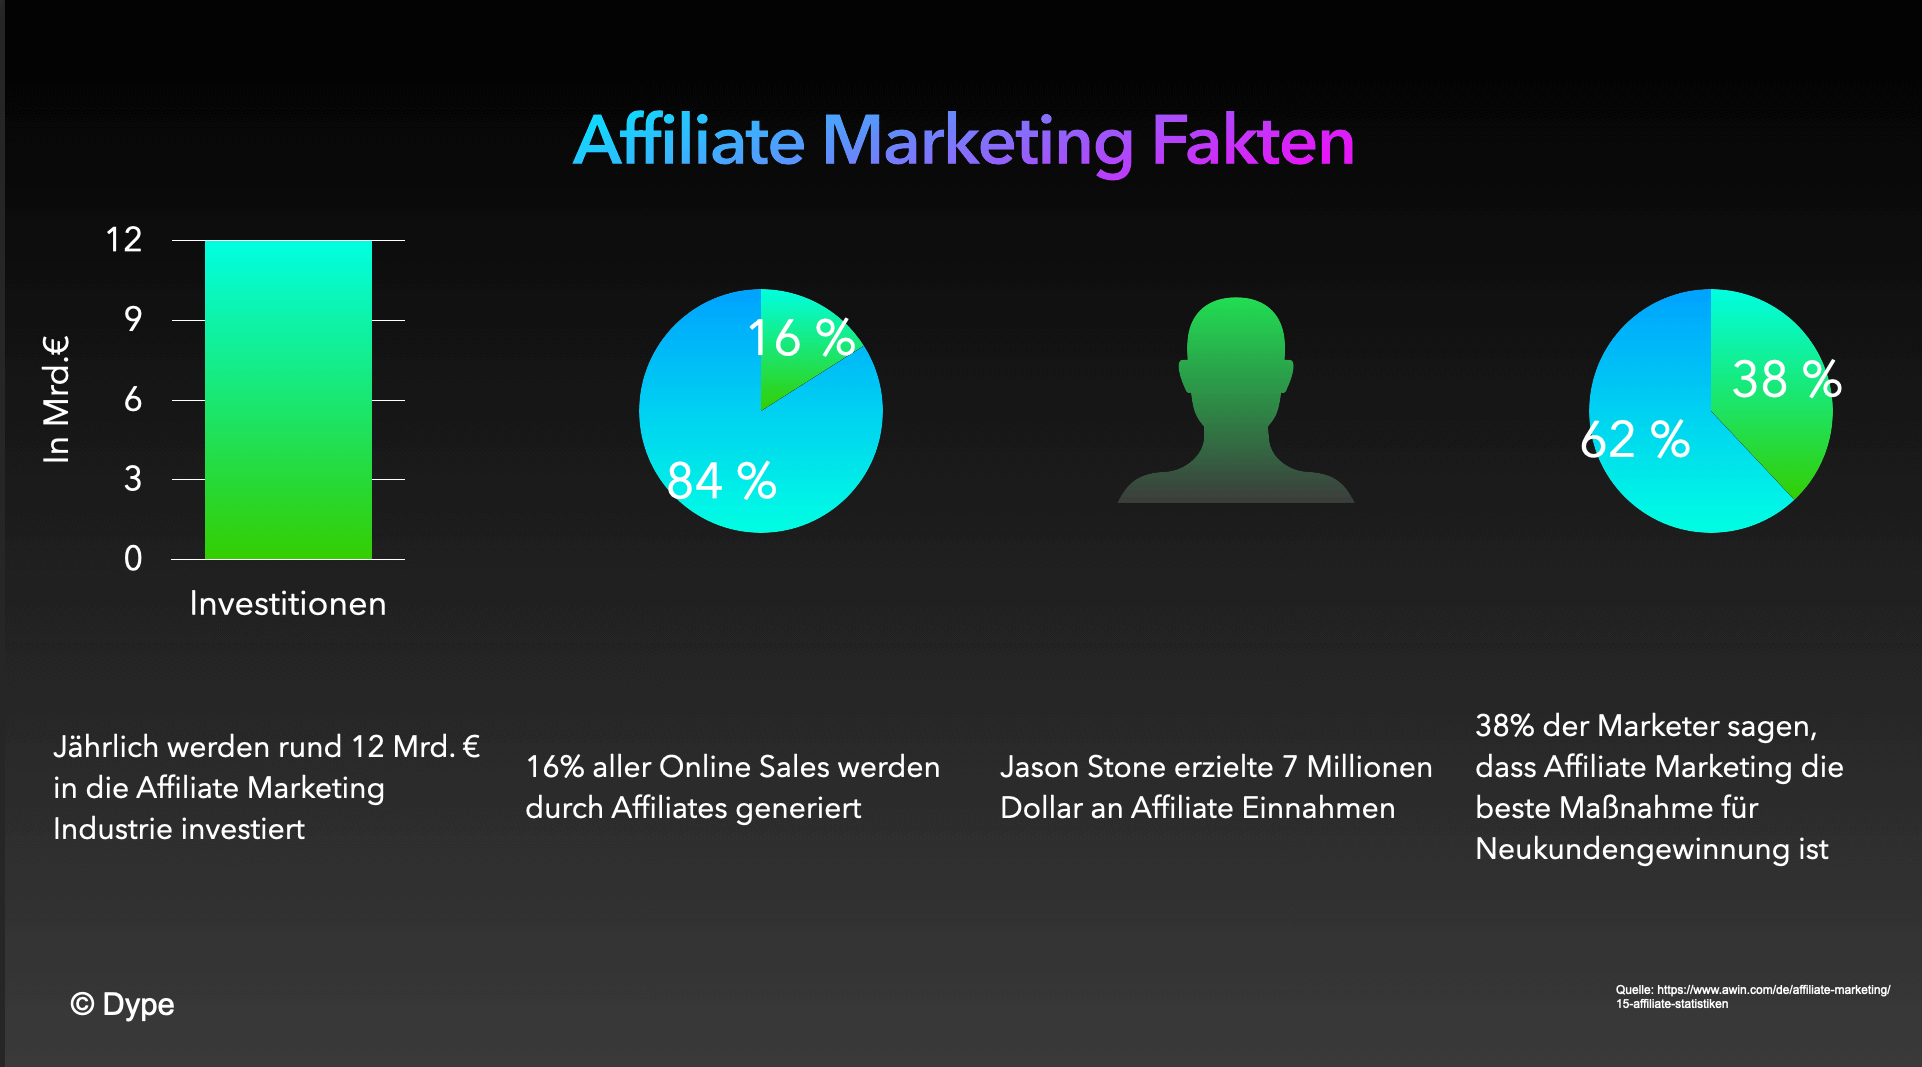 Affiliate Marketing Fakten
12
9
6
3
0
In Mrd.€
Investitionen
16 %
84 %
38 %
62 %
Jährlich werden rund 12 Mrd. €
in die Affiliate Marketing
Industrie investiert
16% aller Online Sales werden
durch Affiliates generiert
Jason Stone erzielte 7 Millionen
Dollar an Affiliate Einnahmen
38% der Marketer sagen,
dass Affiliate Marketing die
beste Maßnahme für
Neukundengewinnung ist
© Dype
Quelle: https://www.awin.com/de/affiliate-marketing/
15-affiliate-statistiken